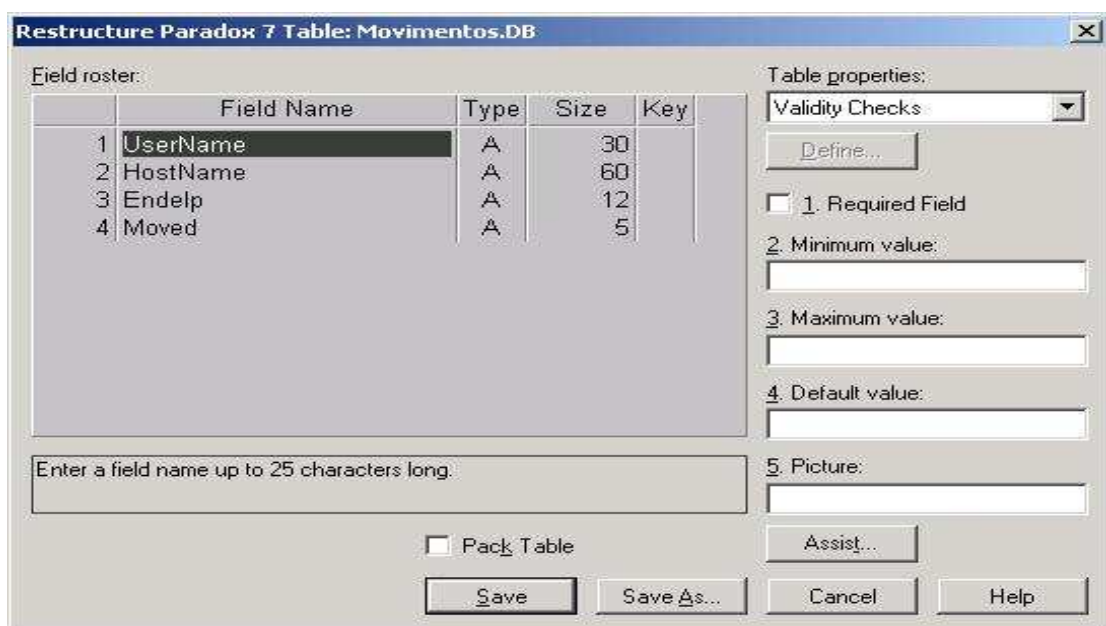 Restructure Paradox 7 Table: Movimentos.DB
Field roster:
Field Name Type Size Key
1 UserName A 30
2 HostName A 60
3 EndeIp A 12
4 Moved A 5
Enter a field name up to 25 characters long.
Pack Table
Save
Save As...
Table properties:
Validity Checks
Define...
1. Required Field
2. Minimum value:
3. Maximum value:
4. Default value:
5. Picture:
Assist...
Cancel
Help